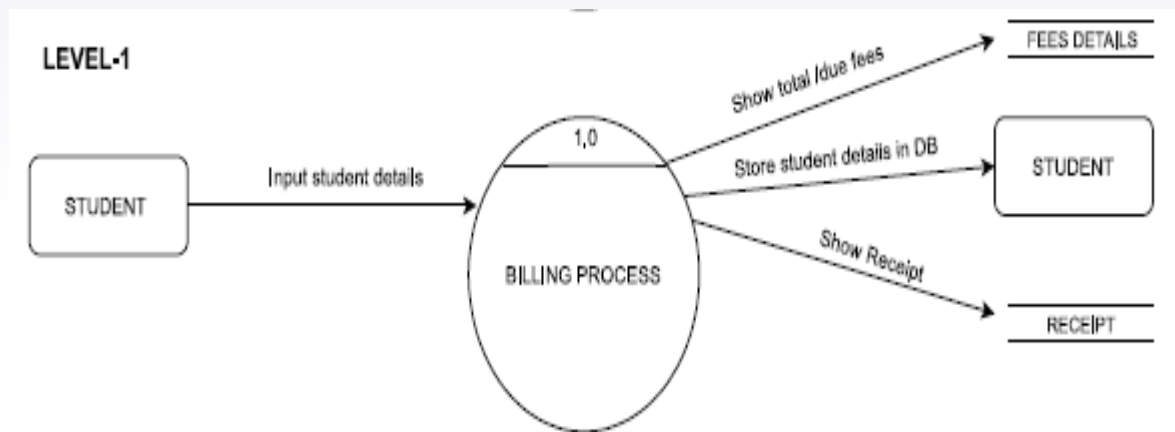 LEVEL-1
STUDENT
Input student details
1,0
BILLING PROCESS
Show total /due fees
FEES DETAILS
Store student details in DB
STUDENT
Show Receipt
RECEIPT